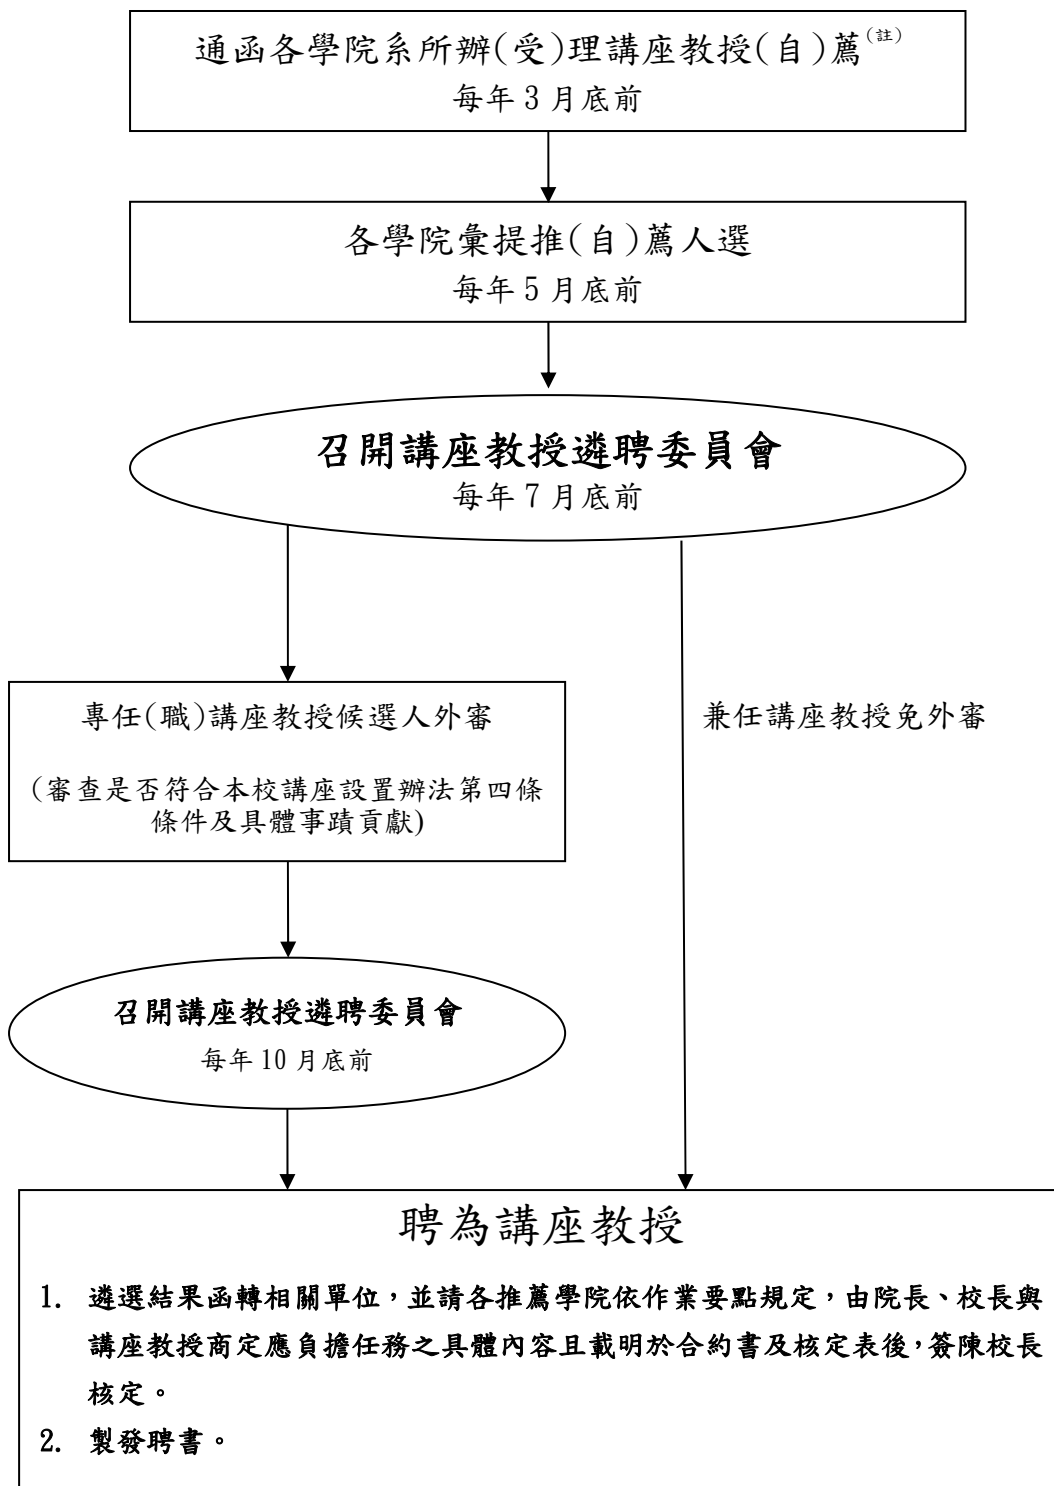 通函各學院系所辦(受)理講座教授(自)薦(註)
每年 3 月底前
各學院彙提推(自)薦人選
每年 5 月底前
召開講座教授遴聘委員會
每年 7 月底前
專任(職)講座教授候選人外審
(審查是否符合本校講座設置辦法第四條
條件及具體事蹟貢獻)
兼任講座教授免外審
召開講座教授遴聘委員會
每年 10 月底前
聘為講座教授
1. 遴選結果函轉相關單位，並請各推薦學院依作業要點規定，由院長、校長與
講座教授商定應負擔任務之具體內容且載明於合約書及核定表後，簽陳校長
核定。
2. 製發聘書。